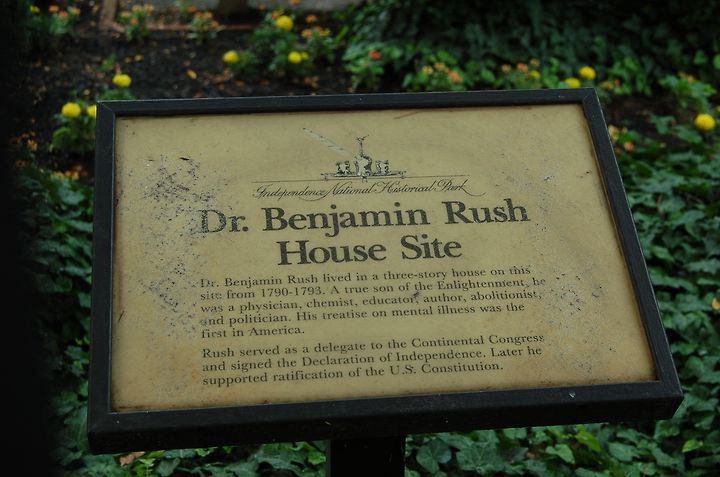 Independence National Historical Park
Dr. Benjamin Rush
House Site
Dr. Benjamin Rush lived in a three-story house on this
site from 1790-1793. A true son of the Enlightenment, he
was a physician, chemist, educator, author, abolitionist,
and politician. His treatise on mental illness was the
first in America.
Rush served as a delegate to the Continental Congress
and signed the Declaration of Independence. Later he
supported ratification of the U.S. Constitution.